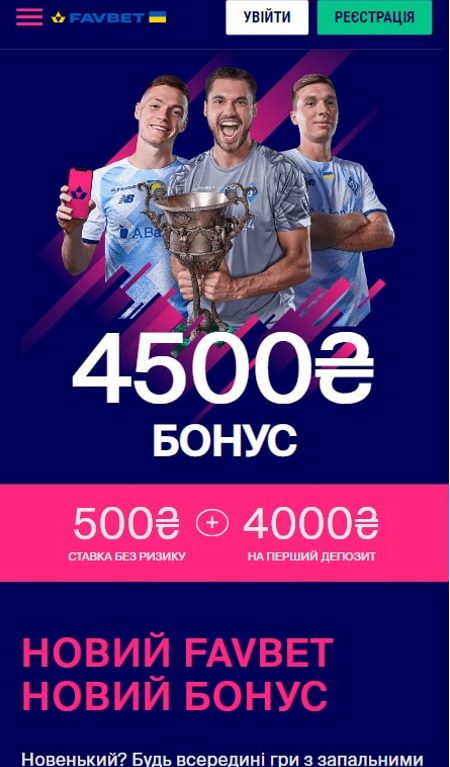 FAVBET
УВІЙТИ
РЕЄСТРАЦІЯ
4500₴
БОНУС
500₴ + 4000₴
СТАВКА БЕЗ РИЗИКУ
НА ПЕРШИЙ ДЕПОЗИТ
НОВИЙ FAVBET
НОВИЙ БОНУС
Новенький? Будь всередині гри з запальними